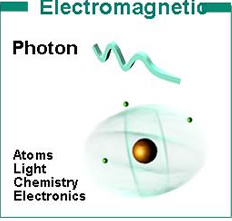 Electromagnetic
Photon
Atoms
Light
Chemistry
Electronics